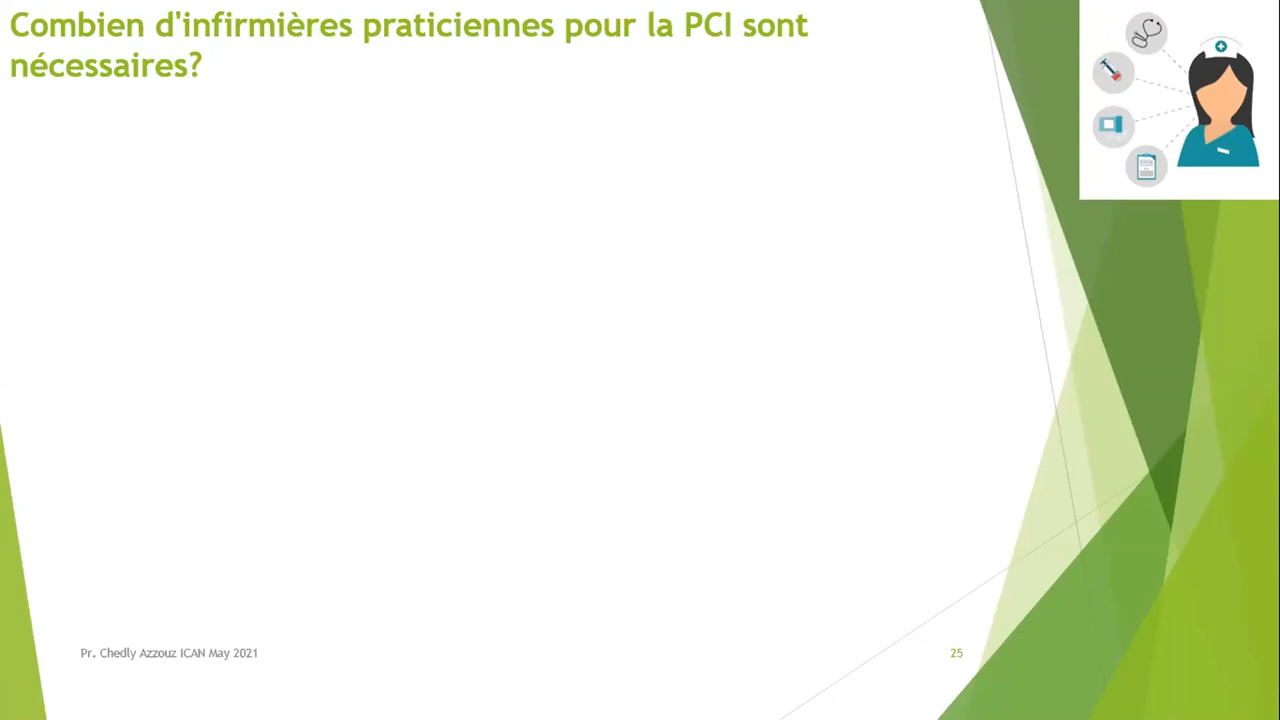 Combien d'infirmières praticiennes pour la PCI sont
nécessaires?
Pr. Chedly Azzouz ICAN May 2021
25